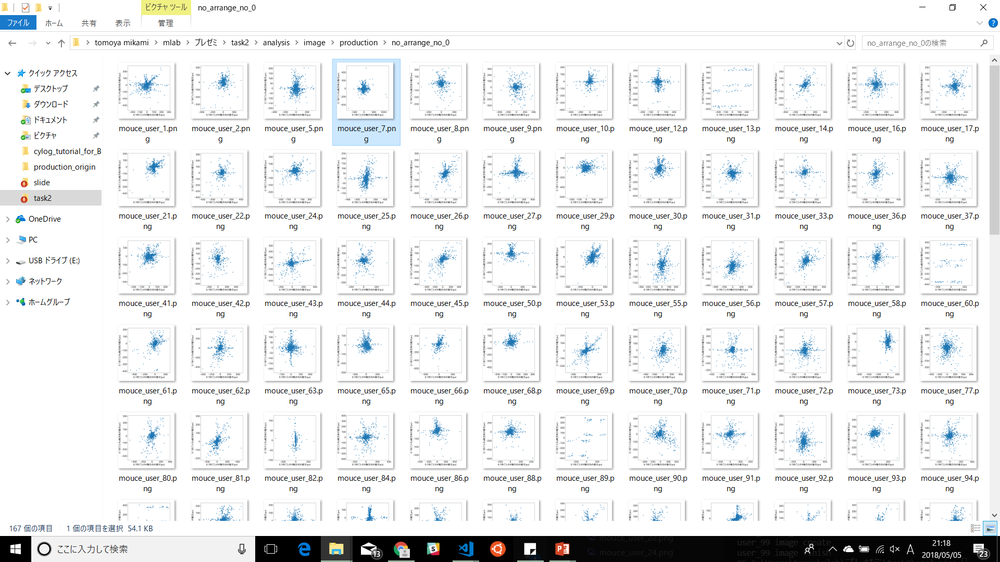 ピクチャ ツール
no_arrange_no_0
ファイル
ホーム
共有
表示
管理
tomoya mikami > mlab > プレゼミ > task2 > analysis > image > production > no_arrange_no_0
no_arrange_no_0の検索
クイック アクセス
デスクトップ
ダウンロード
ドキュメント
ピクチャ
cylog_tutorial_for_B
production_origin
slide
task2
OneDrive
PC
USB ドライブ (E:)
ネットワーク
ホームグループ
mouce_user_1.png
mouce_user_2.png
mouce_user_5.png
mouce_user_7.png
mouce_user_8.png
mouce_user_9.png
mouce_user_10.png
mouce_user_12.png
mouce_user_13.png
mouce_user_14.png
mouce_user_16.png
mouce_user_17.png
mouce_user_21.png
mouce_user_22.png
mouce_user_24.png
mouce_user_25.png
mouce_user_26.png
mouce_user_27.png
mouce_user_29.png
mouce_user_30.png
mouce_user_31.png
mouce_user_33.png
mouce_user_36.png
mouce_user_37.png
mouce_user_41.png
mouce_user_42.png
mouce_user_43.png
mouce_user_44.png
mouce_user_45.png
mouce_user_50.png
mouce_user_53.png
mouce_user_55.png
mouce_user_56.png
mouce_user_57.png
mouce_user_58.png
mouce_user_60.png
mouce_user_61.png
mouce_user_62.png
mouce_user_63.png
mouce_user_65.png
mouce_user_66.png
mouce_user_68.png
mouce_user_69.png
mouce_user_70.png
mouce_user_71.png
mouce_user_72.png
mouce_user_73.png
mouce_user_77.png
mouce_user_80.png
mouce_user_81.png
mouce_user_82.png
mouce_user_84.png
mouce_user_86.png
mouce_user_88.png
mouce_user_89.png
mouce_user_90.png
mouce_user_91.png
mouce_user_92.png
mouce_user_93.png
mouce_user_94.png
167 個の項目
1 個の項目を選択 54.1 KB
ここに入力して検索
13
mouce_user_22.png
mouce_user_24.png
user_99 image create
user_99 image finish
A
21:18
2018/05/05
23